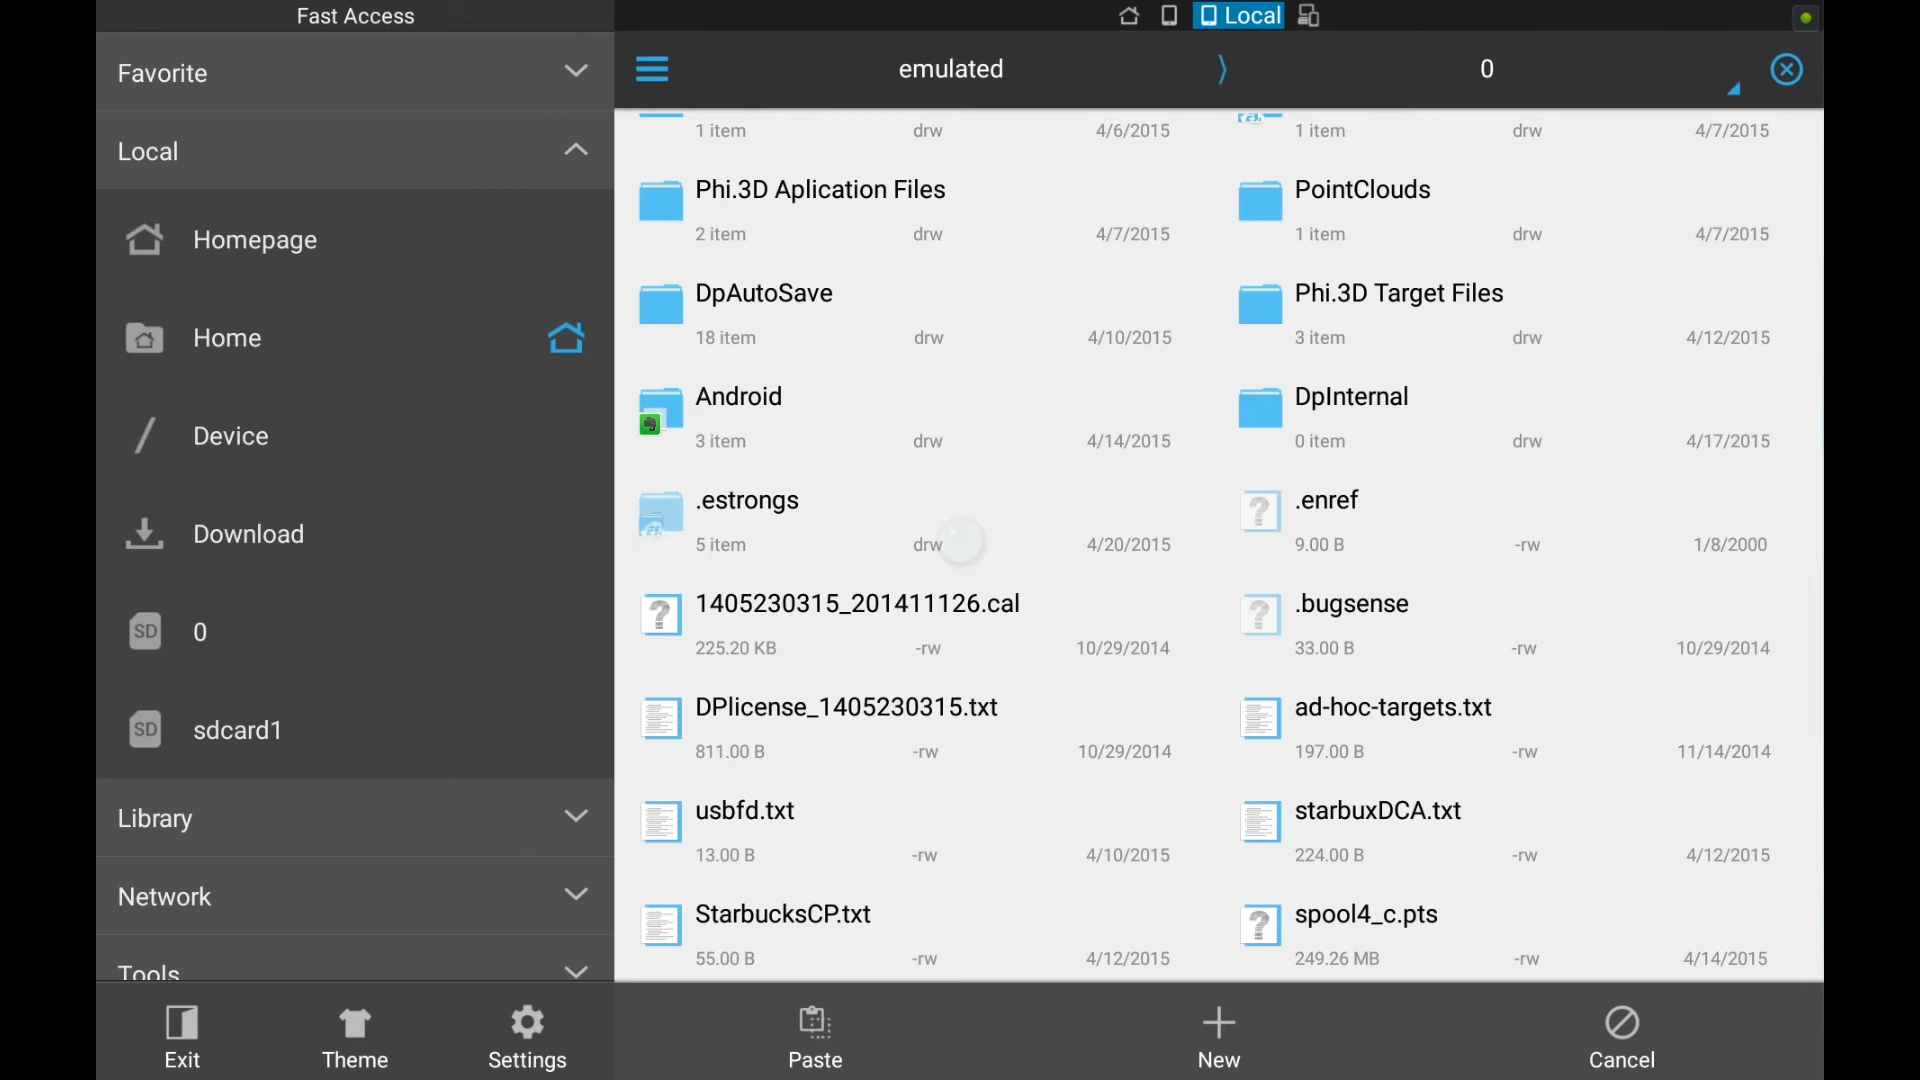 Fast Access
Local
Favorite
Local
Homepage
Home
Device
Download
SD 0
SD sdcard1
Library
Network
Tools
Exit Theme Settings
emulated 0
1 item drw 4/6/2015 1 item drw 4/7/2015
Phi.3D Aplication Files PointClouds
2 item drw 4/7/2015 1 item drw 4/7/2015
DpAutoSave Phi.3D Target Files
18 item drw 4/10/2015 3 item drw 4/12/2015
Android DpInternal
3 item drw 4/14/2015 0 item drw 4/17/2015
.estrongs .enref
5 item drw 4/20/2015 9.00 B -rw 1/8/2000
1405230315_201411126.cal .bugsense
225.20 KB -rw 10/29/2014 33.00 B -rw 10/29/2014
DPlicense_1405230315.txt ad-hoc-targets.txt
811.00 B -rw 10/29/2014 197.00 B -rw 11/14/2014
usbfd.txt starbuxDCA.txt
13.00 B -rw 4/10/2015 224.00 B -rw 4/12/2015
StarbucksCP.txt spool4_c.pts
55.00 B -rw 4/12/2015 249.26 MB -rw 4/14/2015
Paste New Cancel